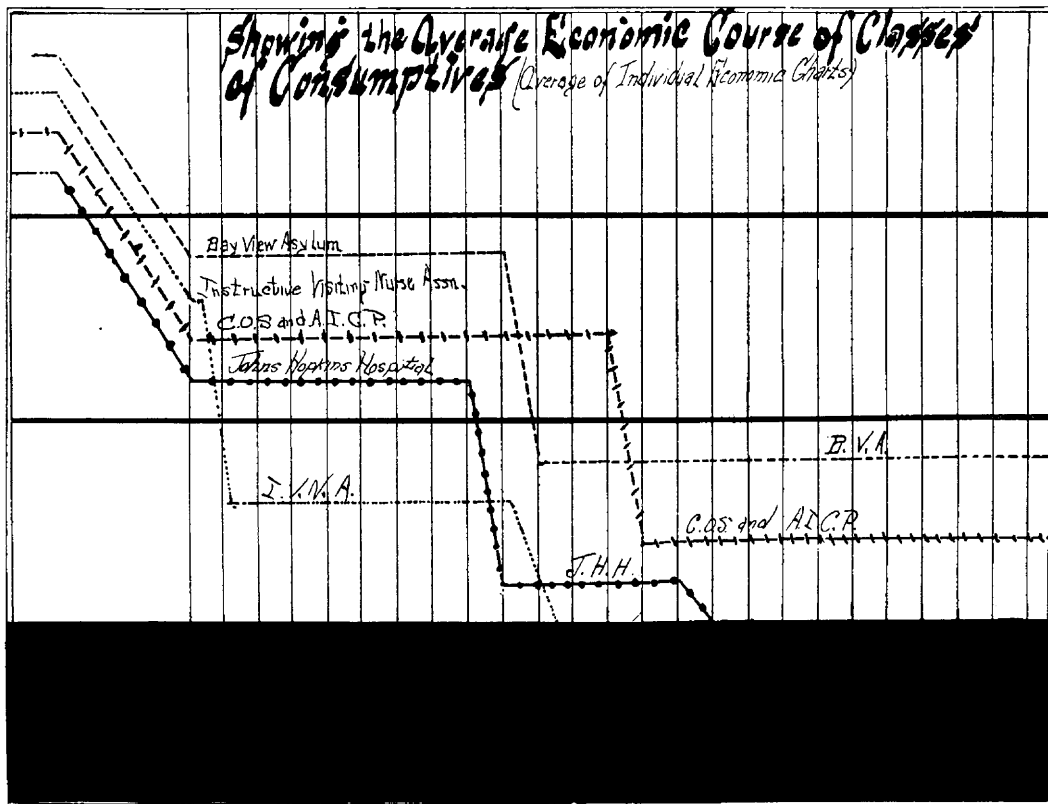 Showing the Average Economic Course of Classes
of Consumptives (Average of Individual Economic Charts)
Bay View Asylum
Instructive Visiting Nurse Assn.
C.O.S and A.I.C.P.
Johns Hopkins Hospital
B.V.A.
I.V.N.A.
C.O.S. and A.I.C.P.
J.H.H.